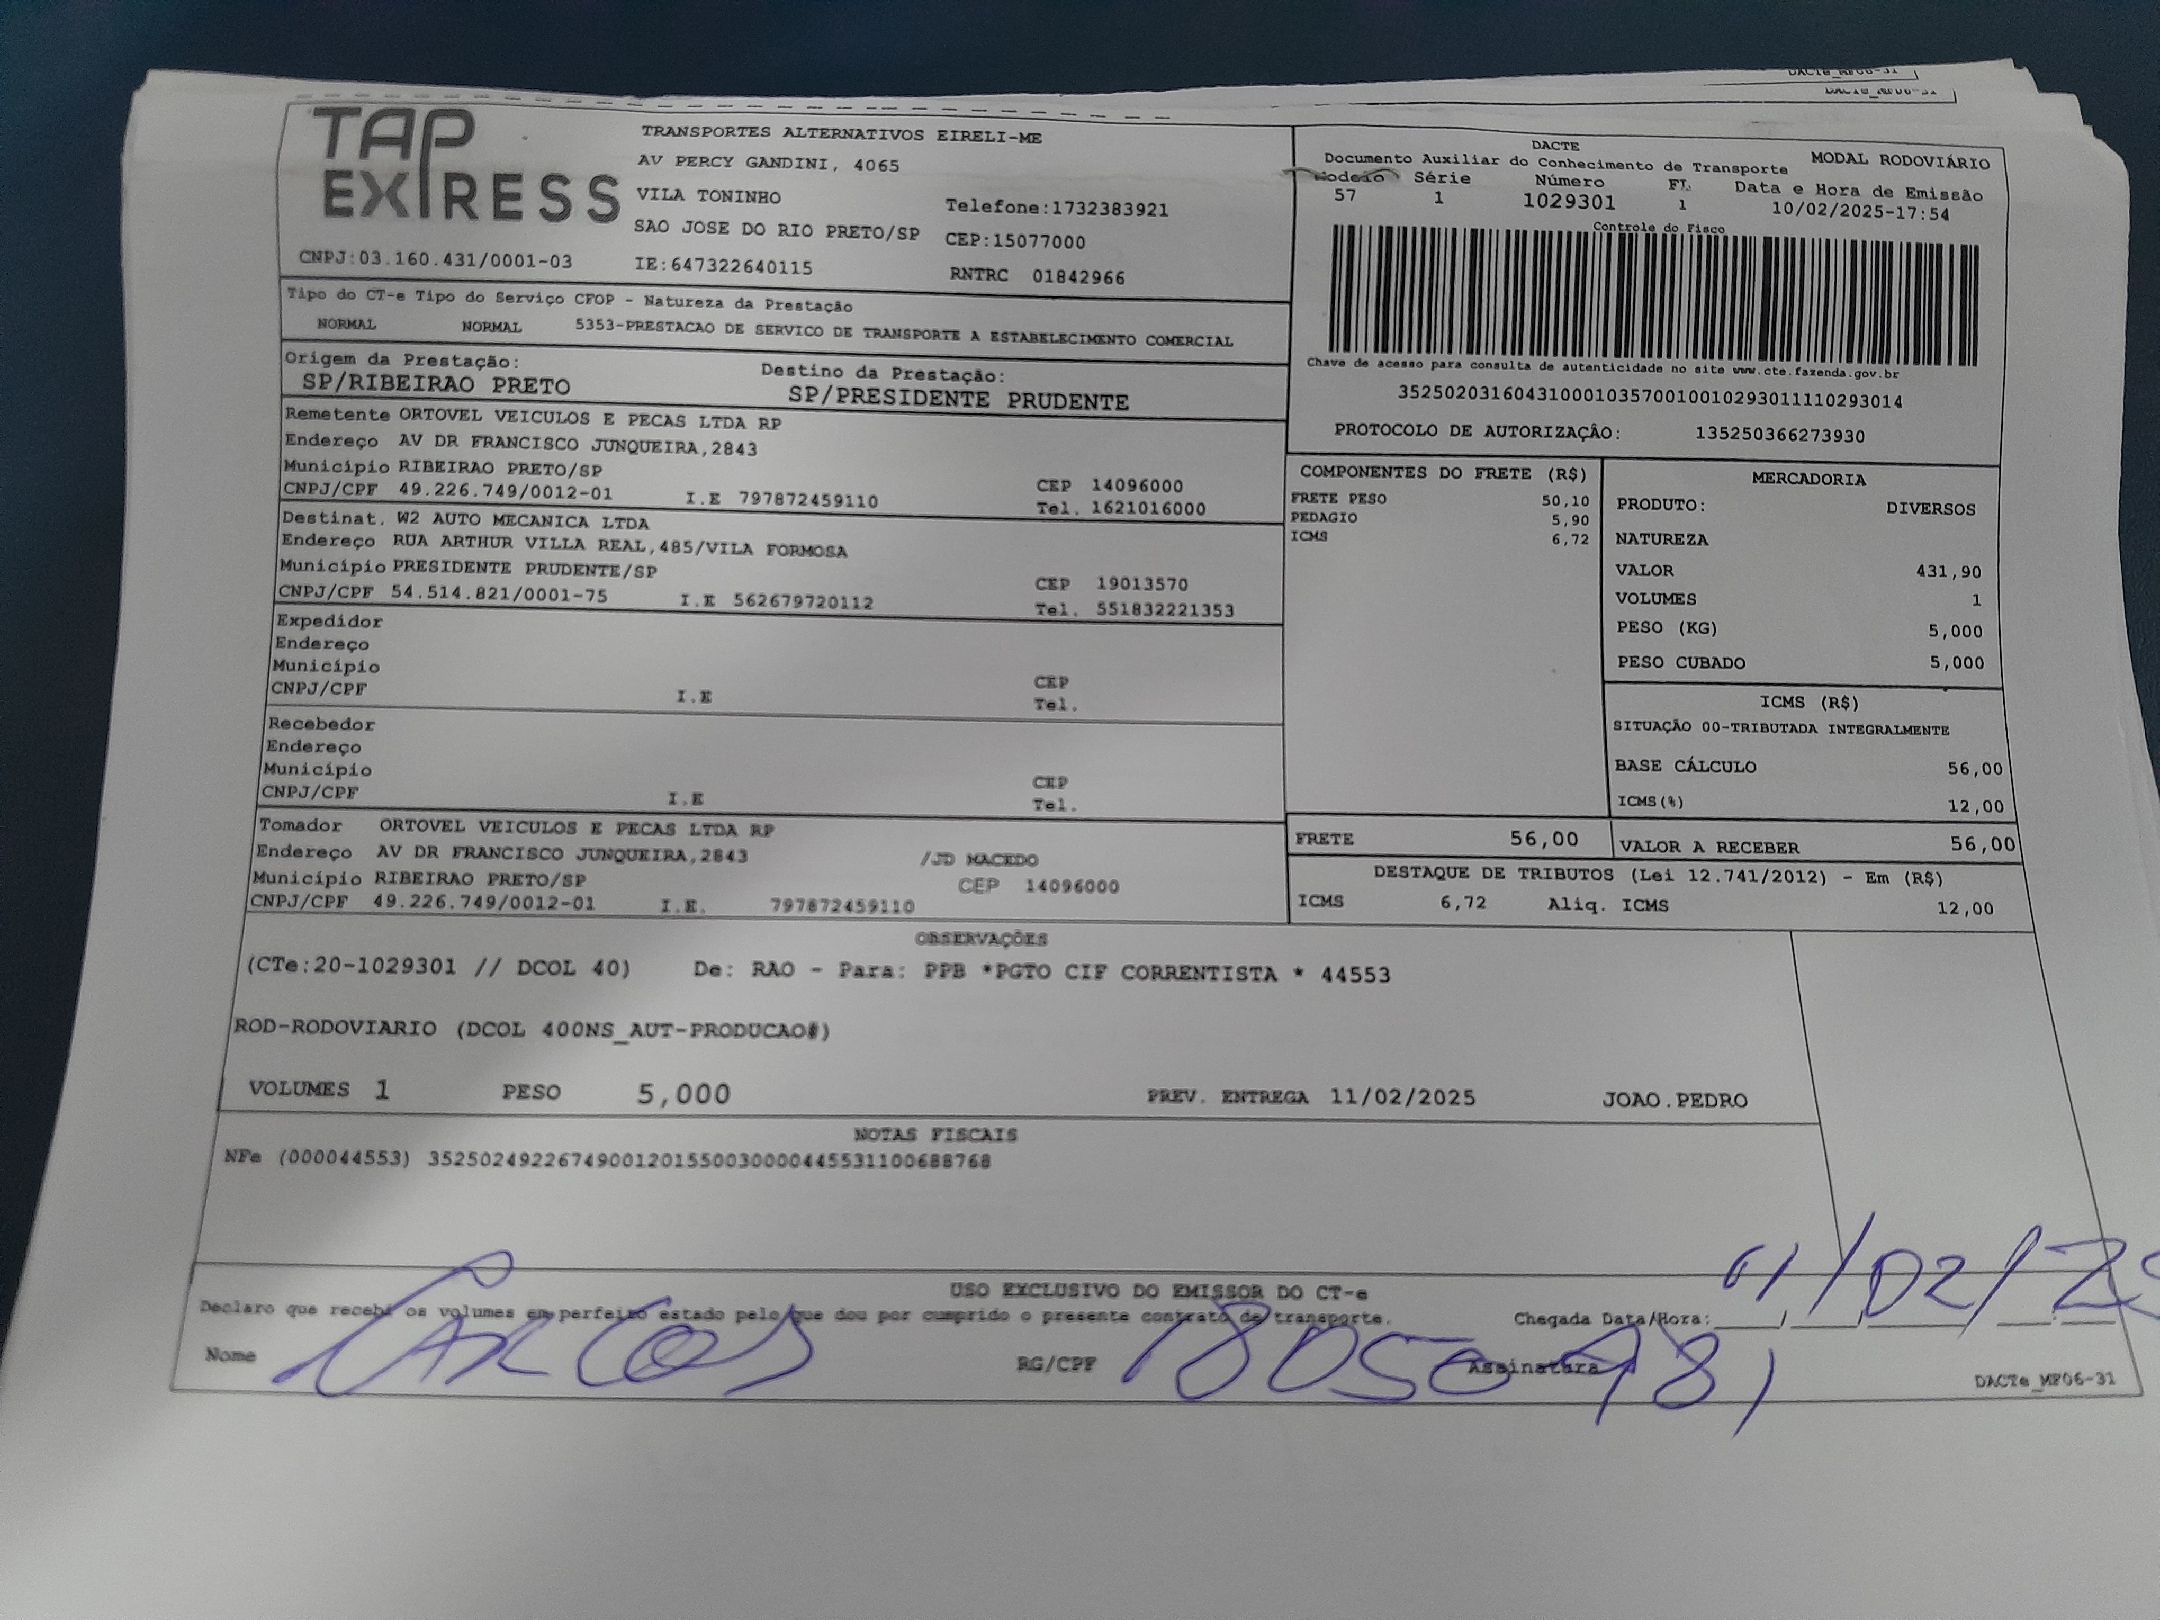 DACTe_MF06-31
DACTe_MF06-31
TAP EXPRESS
TRANSPORTES ALTERNATIVOS EIRELI-ME
AV PERCY GANDINI, 4065
VILA TONINHO
Telefone:1732383921
SAO JOSE DO RIO PRETO/SP CEP:15077000
CNPJ:03.160.431/0001-03 IE:647322640115 RNTRC 01842966
DACTE
Documento Auxiliar do Conhecimento de Transporte MODAL RODOVIÁRIO
Modelo Série Número FL Data e Hora de Emissão
57 1 1029301 1 10/02/2025-17:54
Controle do Fisco
Chave de acesso para consulta de autenticidade no site www.cte.fazenda.gov.br
35250203160431000103570010010293011110293014
PROTOCOLO DE AUTORIZAÇÂO: 135250366273930
Tipo do CT-e Tipo do Serviço CFOP - Natureza da Prestação
NORMAL NORMAL 5353-PRESTACAO DE SERVICO DE TRANSPORTE A ESTABELECIMENTO COMERCIAL
Origem da Prestação: Destino da Prestação:
SP/RIBEIRAO PRETO SP/PRESIDENTE PRUDENTE
Remetente ORTOVEL VEICULOS E PECAS LTDA RP
Endereço AV DR FRANCISCO JUNQUEIRA,2843
Município RIBEIRAO PRETO/SP CEP 14096000
CNPJ/CPF 49.226.749/0012-01 I.E 797872459110 Tel. 1621016000
Destinat. W2 AUTO MECANICA LTDA
Endereço RUA ARTHUR VILLA REAL,485/VILA FORMOSA
Município PRESIDENTE PRUDENTE/SP CEP 19013570
CNPJ/CPF 54.514.821/0001-75 I.E 562679720112 Tel. 551832221353
Expedidor
Endereço
Município CEP
CNPJ/CPF I.E Tel.
Recebedor
Endereço
Município CEP
CNPJ/CPF I.E Tel.
Tomador ORTOVEL VEICULOS E PECAS LTDA RP
Endereço AV DR FRANCISCO JUNQUEIRA,2843 /JD MACEDO
Município RIBEIRAO PRETO/SP CEP 14096000
CNPJ/CPF 49.226.749/0012-01 I.E. 797872459110
COMPONENTES DO FRETE (R$)
FRETE PESO 50,10
PEDAGIO 5,90
ICMS 6,72
MERCADORIA
PRODUTO: DIVERSOS
NATUREZA
VALOR 431,90
VOLUMES 1
PESO (KG) 5,000
PESO CUBADO 5,000
ICMS (R$)
SITUAÇÃO 00-TRIBUTADA INTEGRALMENTE
BASE CÁLCULO 56,00
ICMS(%) 12,00
FRETE 56,00 VALOR A RECEBER 56,00
DESTAQUE DE TRIBUTOS (Lei 12.741/2012) - Em (R$)
ICMS 6,72 Aliq. ICMS 12,00
OBSERVAÇÕES
(CTe:20-1029301 // DCOL 40) De: RAO - Para: PPB *PGTO CIF CORRENTISTA * 44553
ROD-RODOVIARIO (DCOL 400NS_AUT-PRODUCAO#)
VOLUMES 1 PESO 5,000 PREV. ENTREGA 11/02/2025 JOAO.PEDRO
NOTAS FISCAIS
NFe (000044553) 35250249226749001201550030000445531100688768
USO EXCLUSIVO DO EMISSOR DO CT-e
Declaro que recebi os volumes em perfeito estado pelo que dou por cumprido o presente contrato de transporte. Chegada Data/Hora: 11/02/25
Nome Carlos RG/CPF 18050981 Assinatura
DACTe_MF06-31